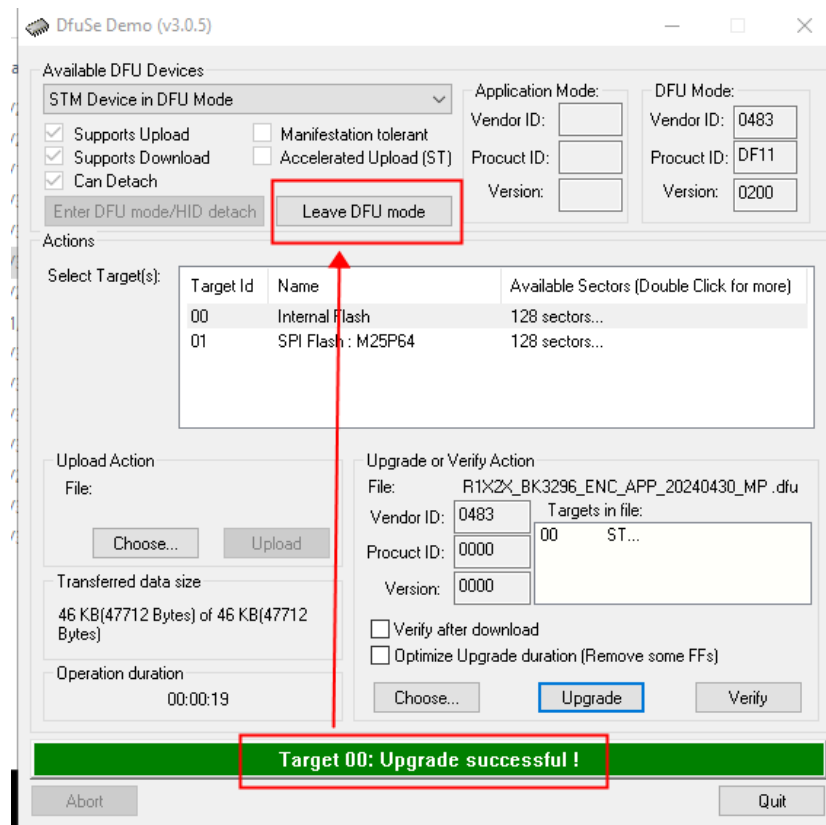 DfuSe Demo (v3.0.5)
Available DFU Devices
STM Device in DFU Mode
Supports Upload
Manifestation tolerant
Supports Download
Accelerated Upload (ST)
Can Detach
Enter DFU mode/HID detach
Leave DFU mode
Application Mode:
Vendor ID:
Procuct ID:
Version:
DFU Mode:
Vendor ID: 0483
Procuct ID: DF11
Version: 0200
Actions
Select Target(s):
Target Id Name Available Sectors (Double Click for more)
00 Internal Flash 128 sectors...
01 SPI Flash : M25P64 128 sectors...
Upload Action
File:
Choose... Upload
Transferred data size
46 KB(47712 Bytes) of 46 KB(47712
Bytes)
Operation duration
00:00:19
Upgrade or Verify Action
File: R1X2X_BK3296_ENC_APP_20240430_MP .dfu
Vendor ID: 0483
Procuct ID: 0000
Version: 0000
Targets in file:
00 ST...
Verify after download
Optimize Upgrade duration (Remove some FFs)
Choose... Upgrade Verify
Target 00: Upgrade successful !
Abort Quit